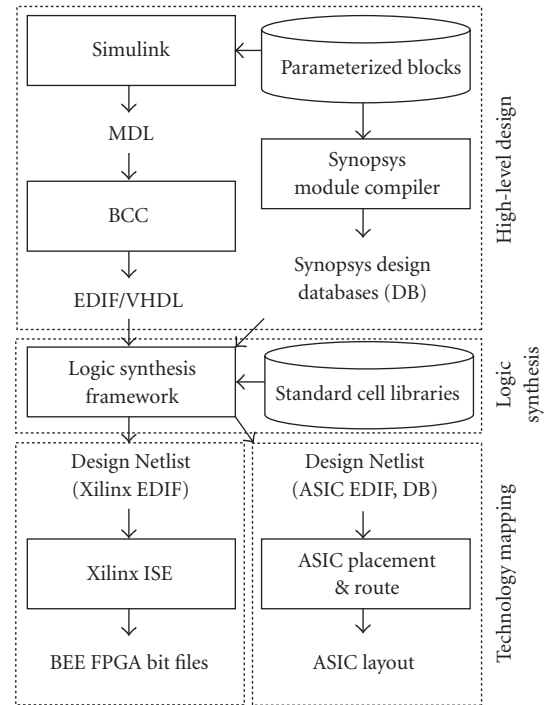 Simulink
Parameterized blocks
MDL
Synopsys
module compiler
BCC
Synopsys design
databases (DB)
EDIF/VHDL
High-level design
Logic synthesis
framework
Standard cell libraries
Logic
synthesis
Design Netlist
(Xilinx EDIF)
Design Netlist
(ASIC EDIF, DB)
Xilinx ISE
ASIC placement
& route
BEE FPGA bit files
ASIC layout
Technology mapping